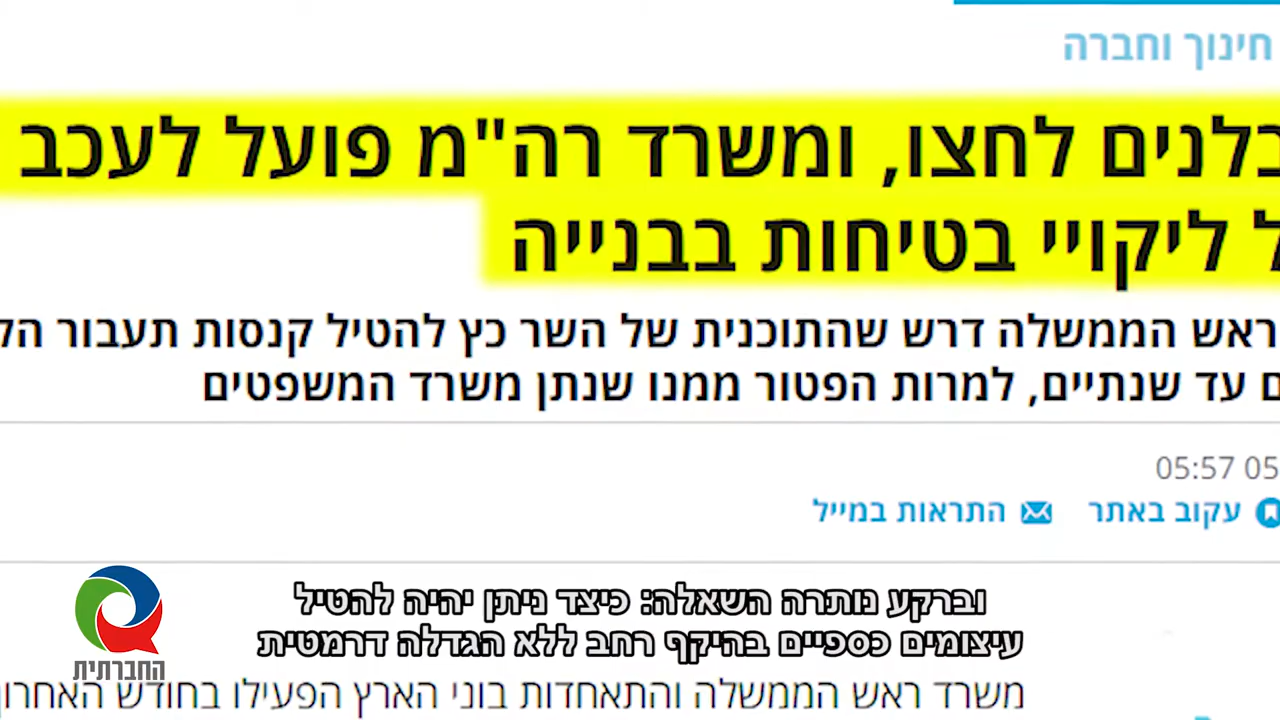 חינוך וחברה
בלנים לחצו, ומשרד רה"מ פועל לעכב
ל ליקויי בטיחות בבנייה
ראש הממשלה דרש שהתוכנית של השר כץ להטיל קנסות תעבור הל
ם עד שנתיים, למרות הפטור ממנו שנתן משרד המשפטים
05:57 05
עקוב באתר התראות במייל
וברקע נותרה השאלה: כיצד ניתן יהיה להטיל
עיצומים כספיים בהיקף רחב ללא הגדלה דרמטית
החברתית
משרד ראש הממשלה והתאחדות בוני הארץ הפעילו בחודש האחרון